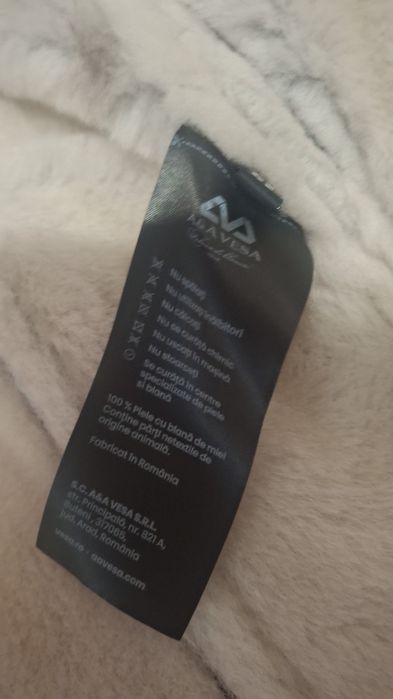 A&A VESA
Nu spălați
Nu utilizați înălbitori
Nu călcați
Nu se curăță chimic
Nu uscați în mașină
Nu stoarceți
Se curăță în centre
specializate de piele
și blană
100 % Piele cu blană de miel
Conține părți netextile de
origine animală.
Fabricat în România
S.C. A&A VESA S.R.L.
str. Principală, nr. 821 A,
Buteni, 317065,
jud. Arad, România
vesa.ro - aavesa.com